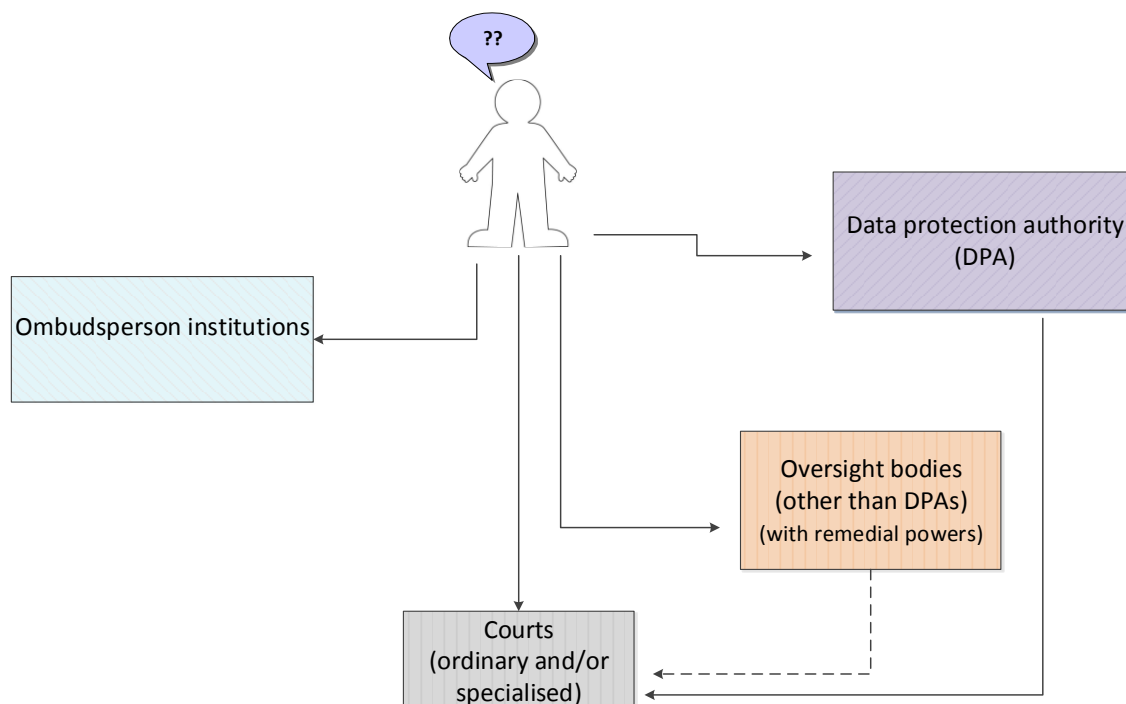 ??
Data protection authority
(DPA)
Ombudsperson institutions
Oversight bodies
(other than DPAs)
(with remedial powers)
Courts
(ordinary and/or
specialised)